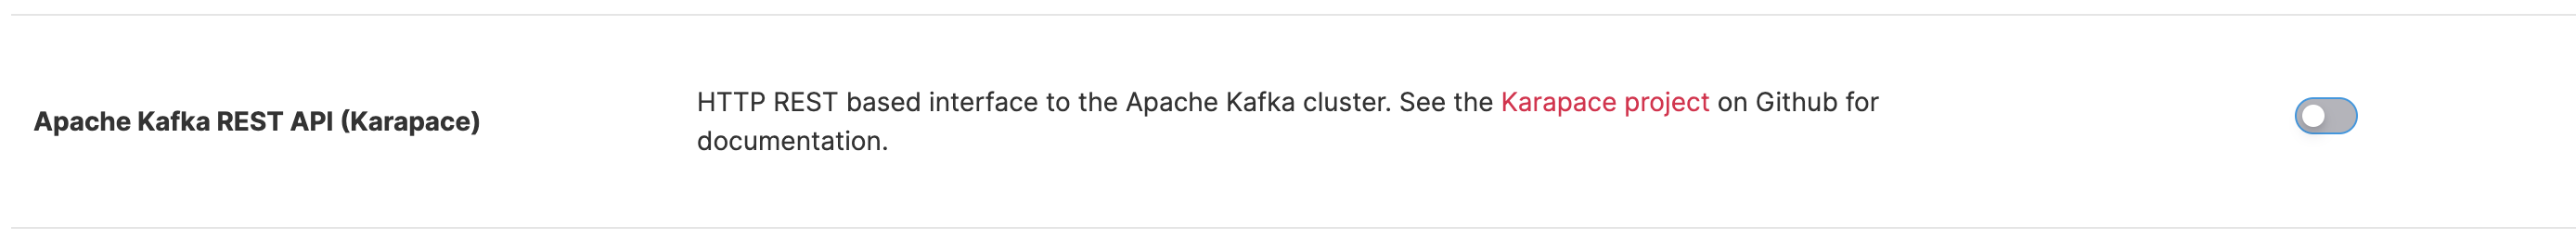 Apache Kafka REST API (Karapace)
HTTP REST based interface to the Apache Kafka cluster. See the Karapace project on Github for
documentation.